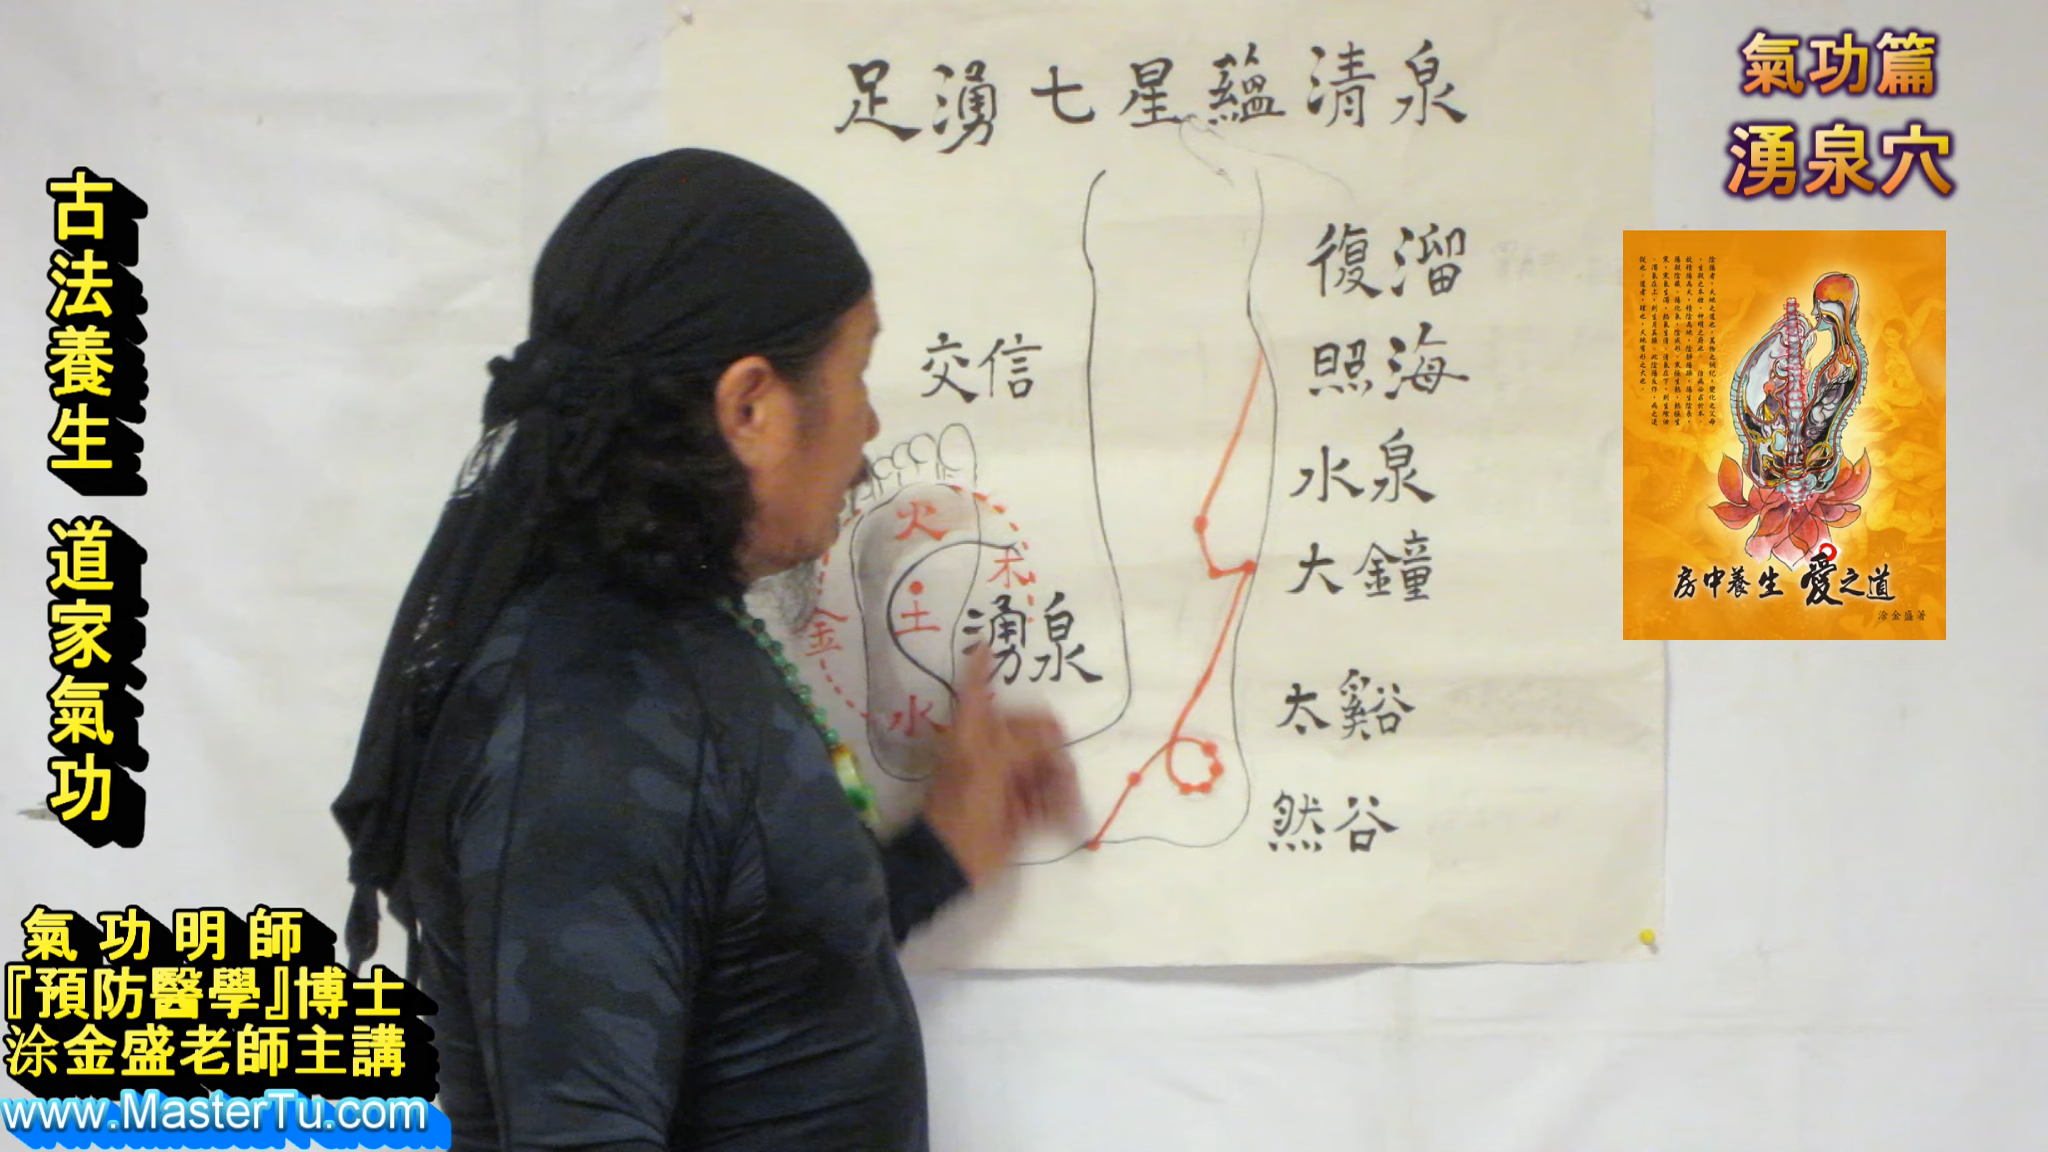 足湧七星蘊清泉
氣功篇
湧泉穴
古法養生 道家氣功
復溜
照海
交信
水泉
大鐘
太谿
然谷
火
木
土
金
水
湧泉
房中養生 愛之道
涂金盛著
氣功明師
『預防醫學』博士
涂金盛老師主講
www.MasterTu.com